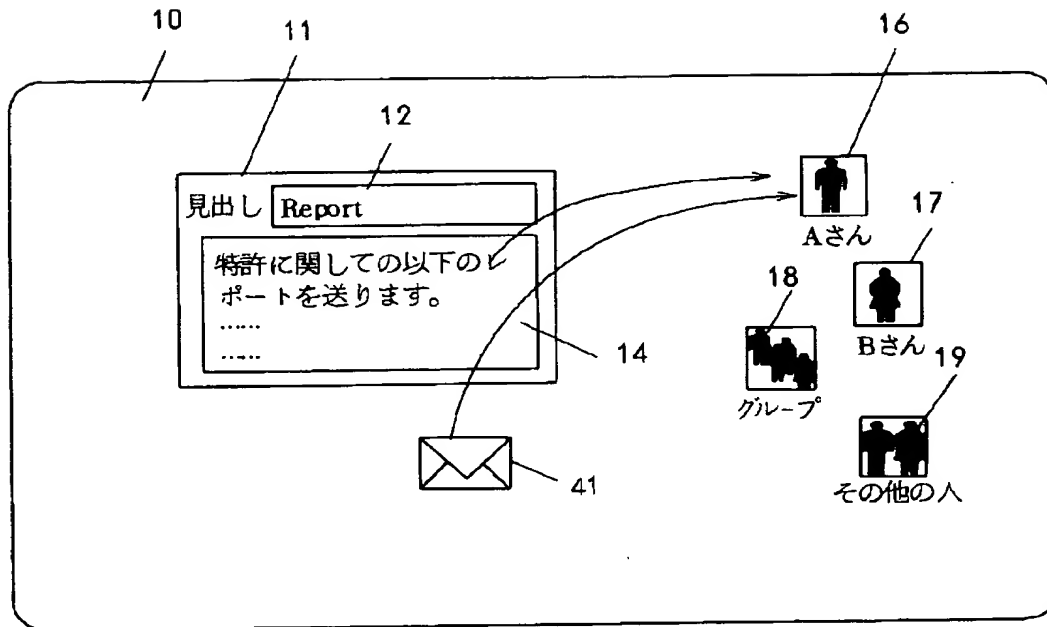 10
11
16
12
見出し Report
17
Aさん
特許に関しての以下のレ
ポートを送ります。
……
……
18
14
Bさん
19
グループ
41
その他の人